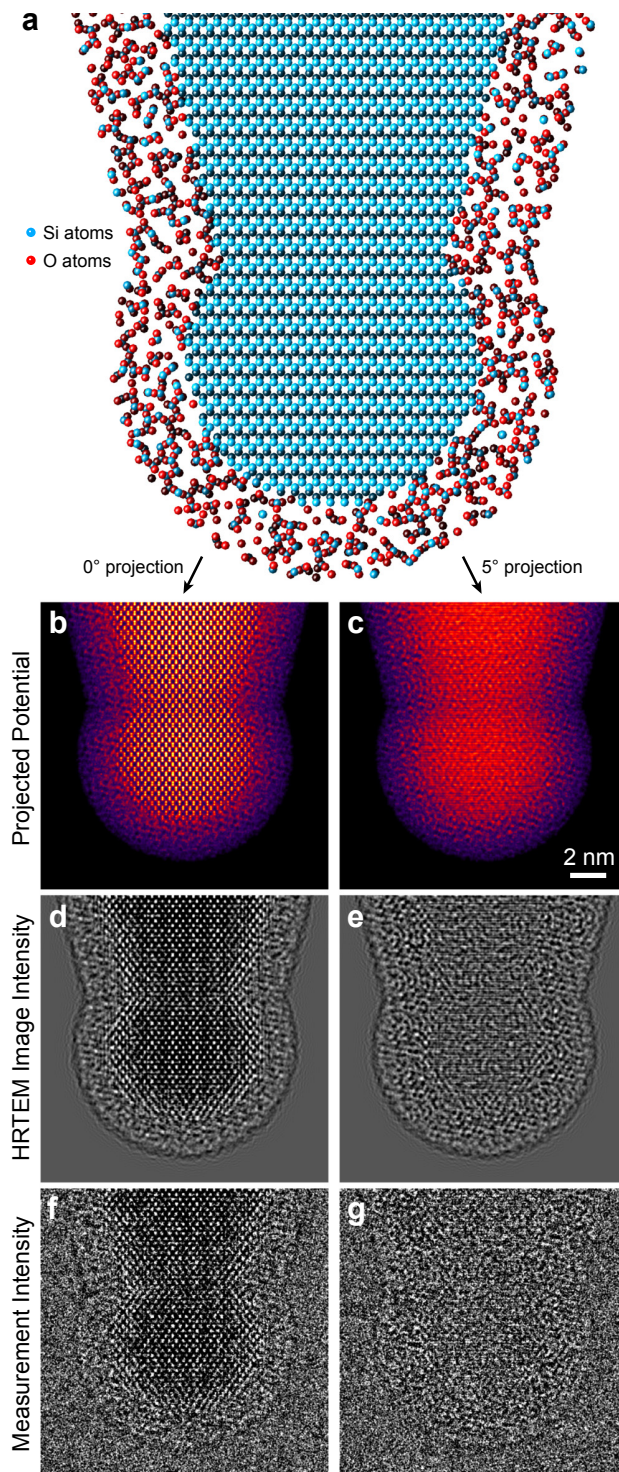 a
Si atoms
O atoms
0° projection
5° projection
b
c
Projected Potential
2 nm
d
e
HRTEM Image Intensity
f
g
Measurement Intensity